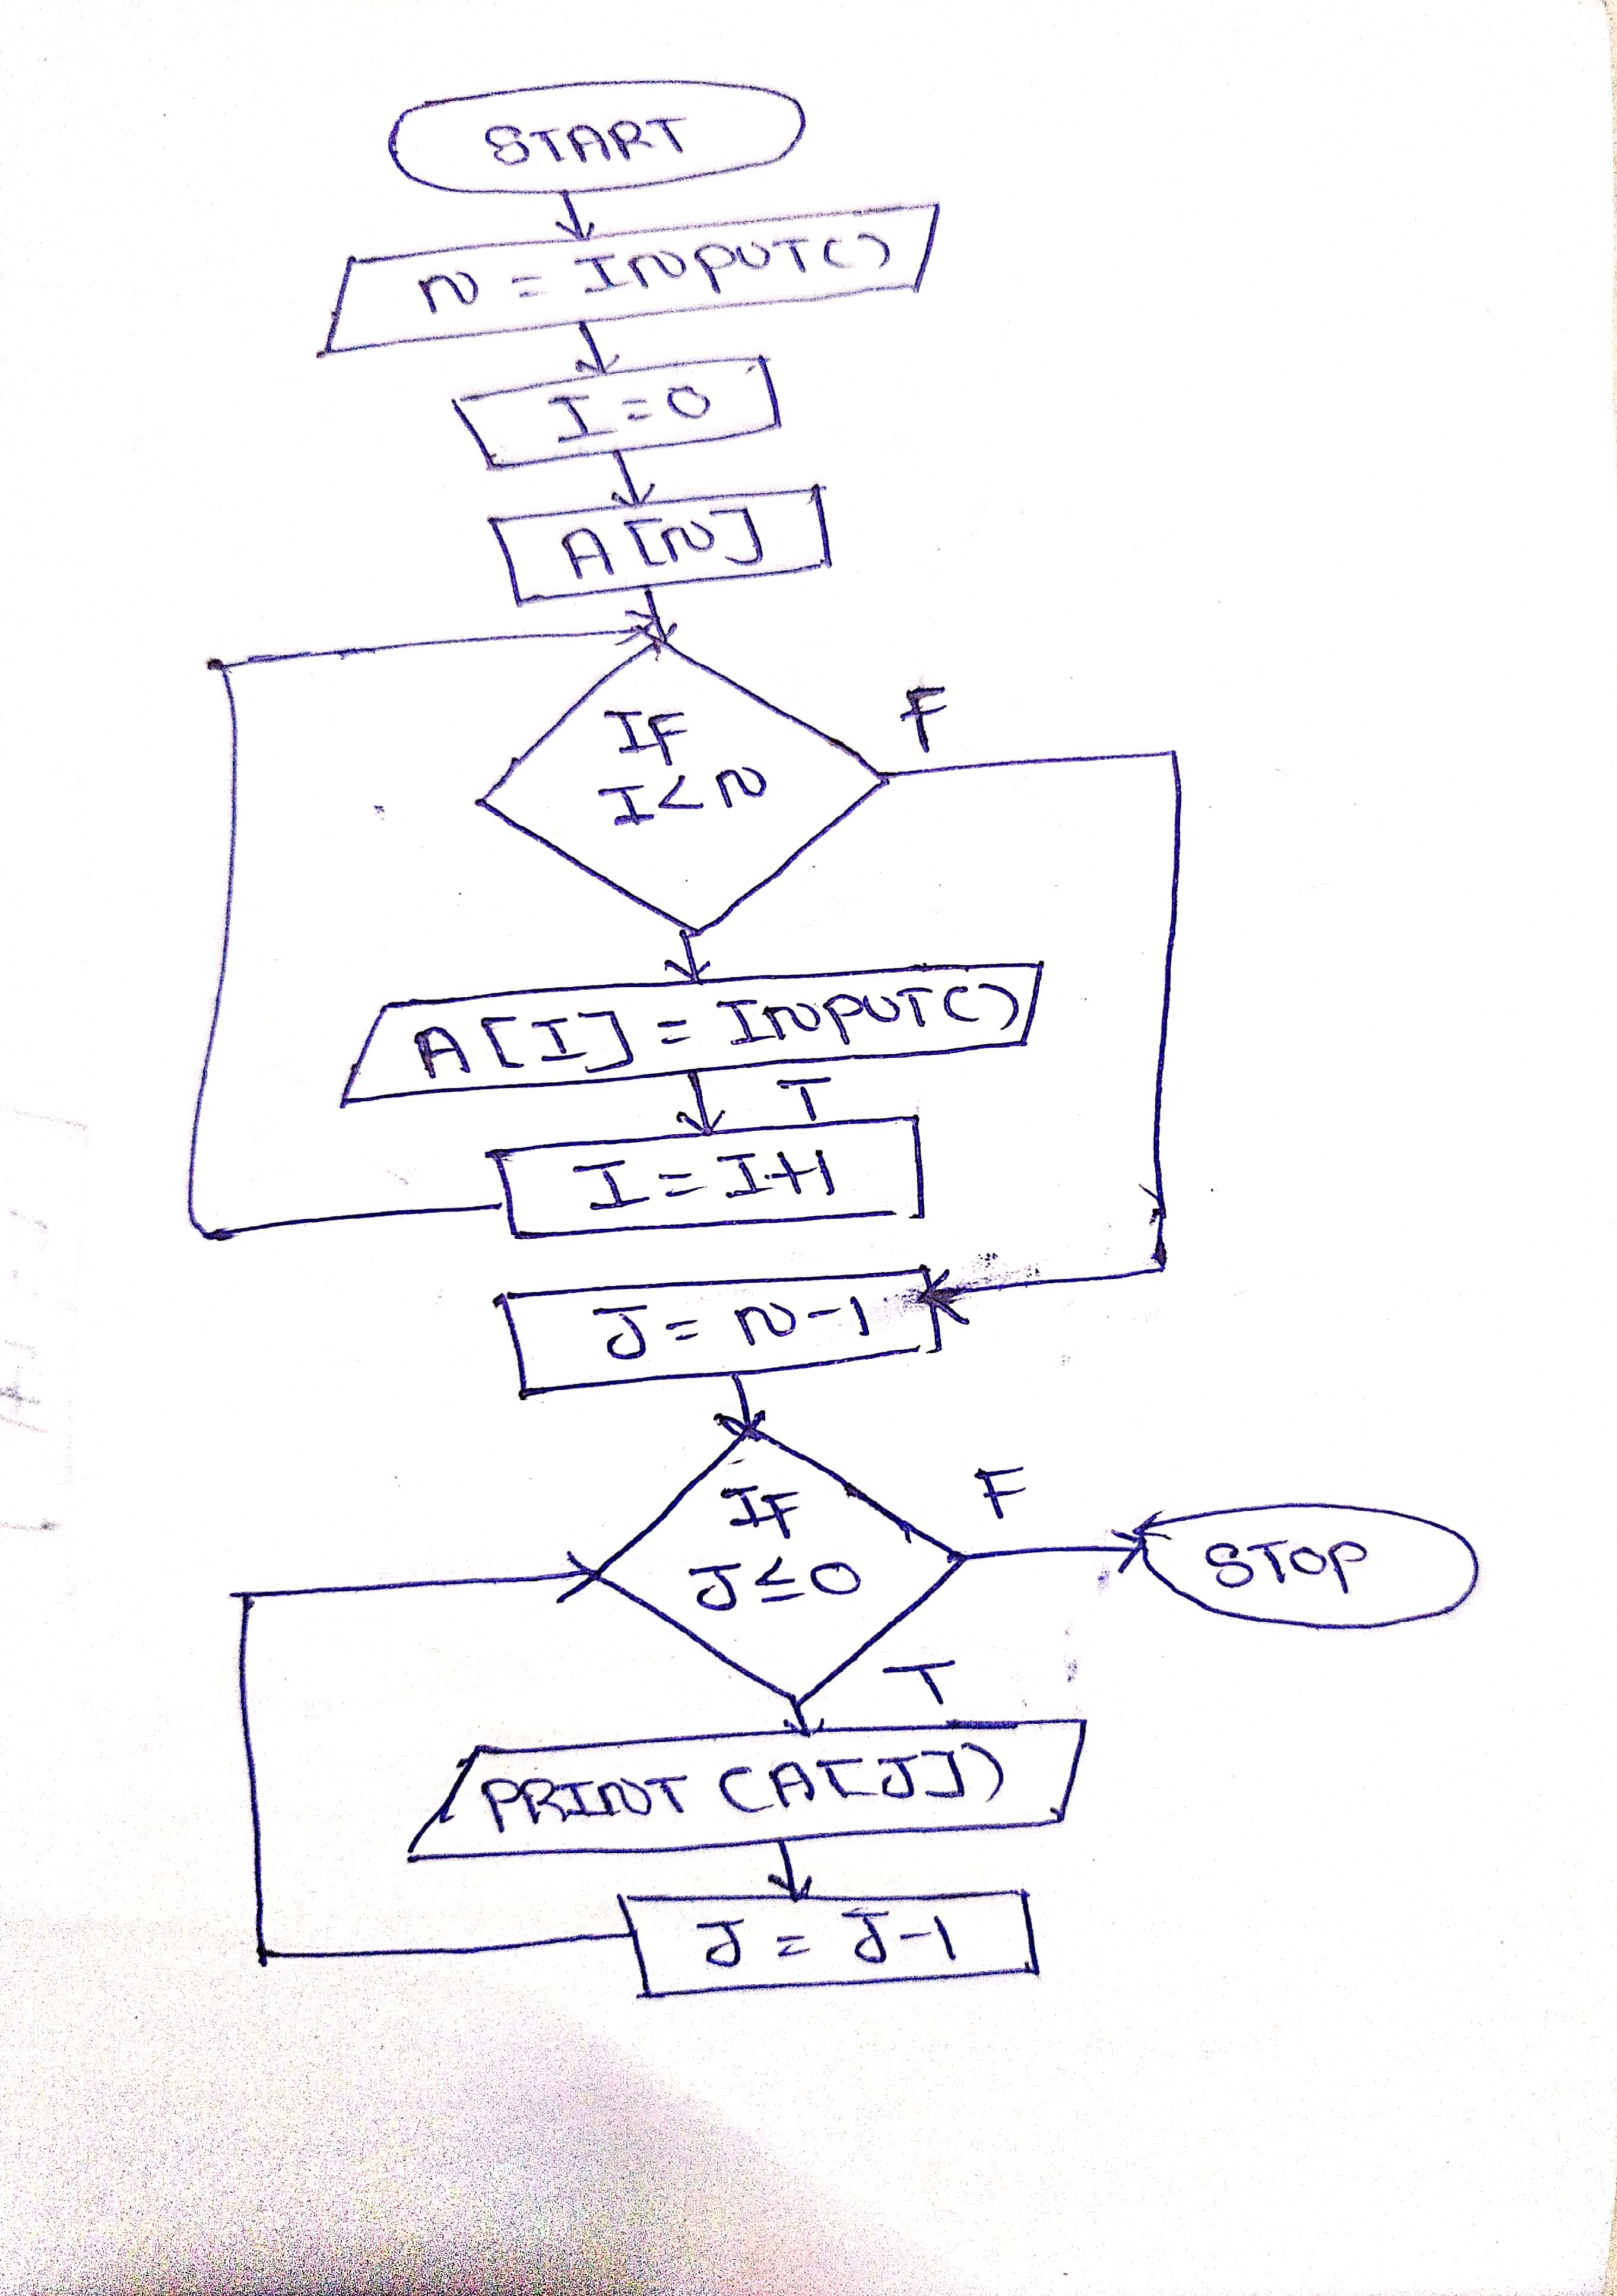 START
N = INPUT()
I = 0
A[N]
IF
I < N
F
A[I] = INPUT()
T
I = I+1
J = N-1
IF
J ≤ 0
F
STOP
T
PRINT (A[J])
J = J-1